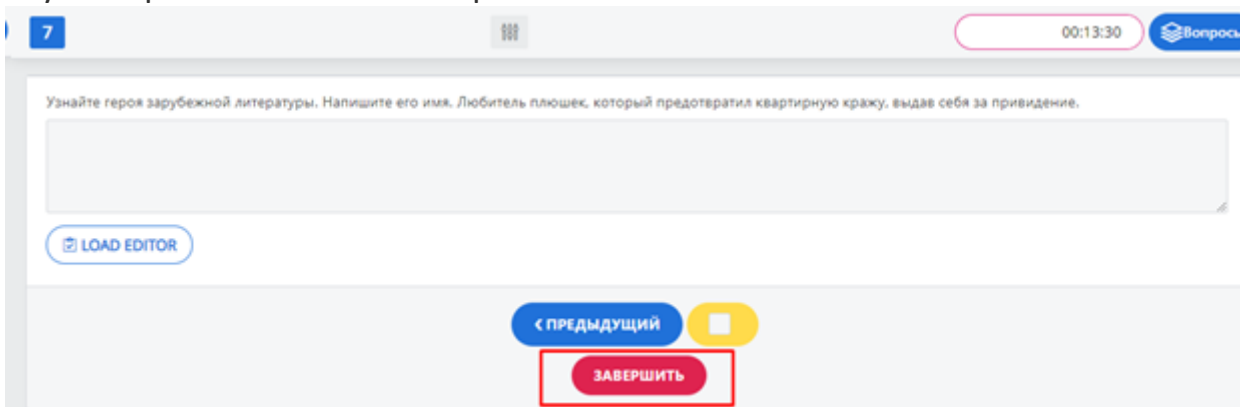 7
00:13:30
Вопросы
Узнайте героя зарубежной литературы. Напишите его имя. Любитель плюшек, который предотвратил квартирную кражу, выдав себя за привидение.
LOAD EDITOR
ПРЕДЫДУЩИЙ
ЗАВЕРШИТЬ